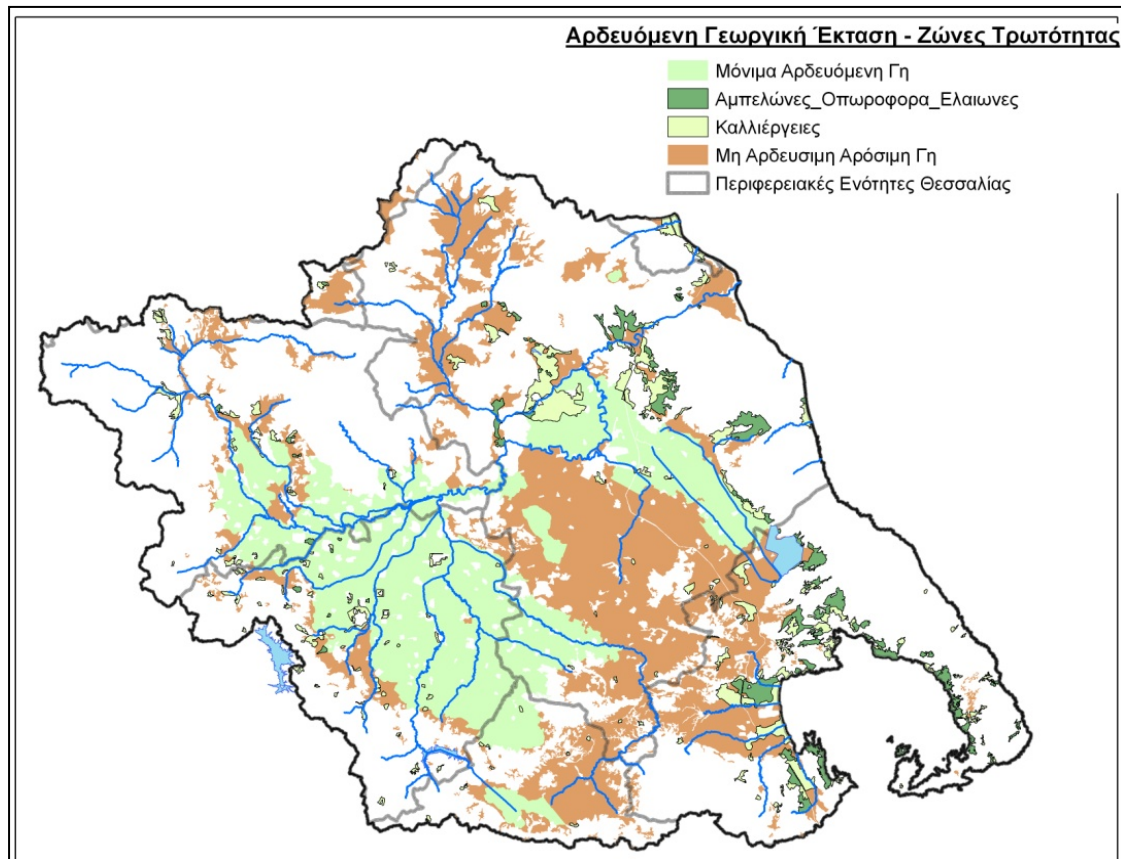 Αρδευόμενη Γεωργική Έκταση - Ζώνες Τρωτότητας
Μόνιμα Αρδευόμενη Γη
Αμπελώνες_Οπωροφορα_Ελαιωνες
Καλλιέργειες
Μη Αρδευσιμη Αρόσιμη Γη
Περιφερειακές Ενότητες Θεσσαλίας